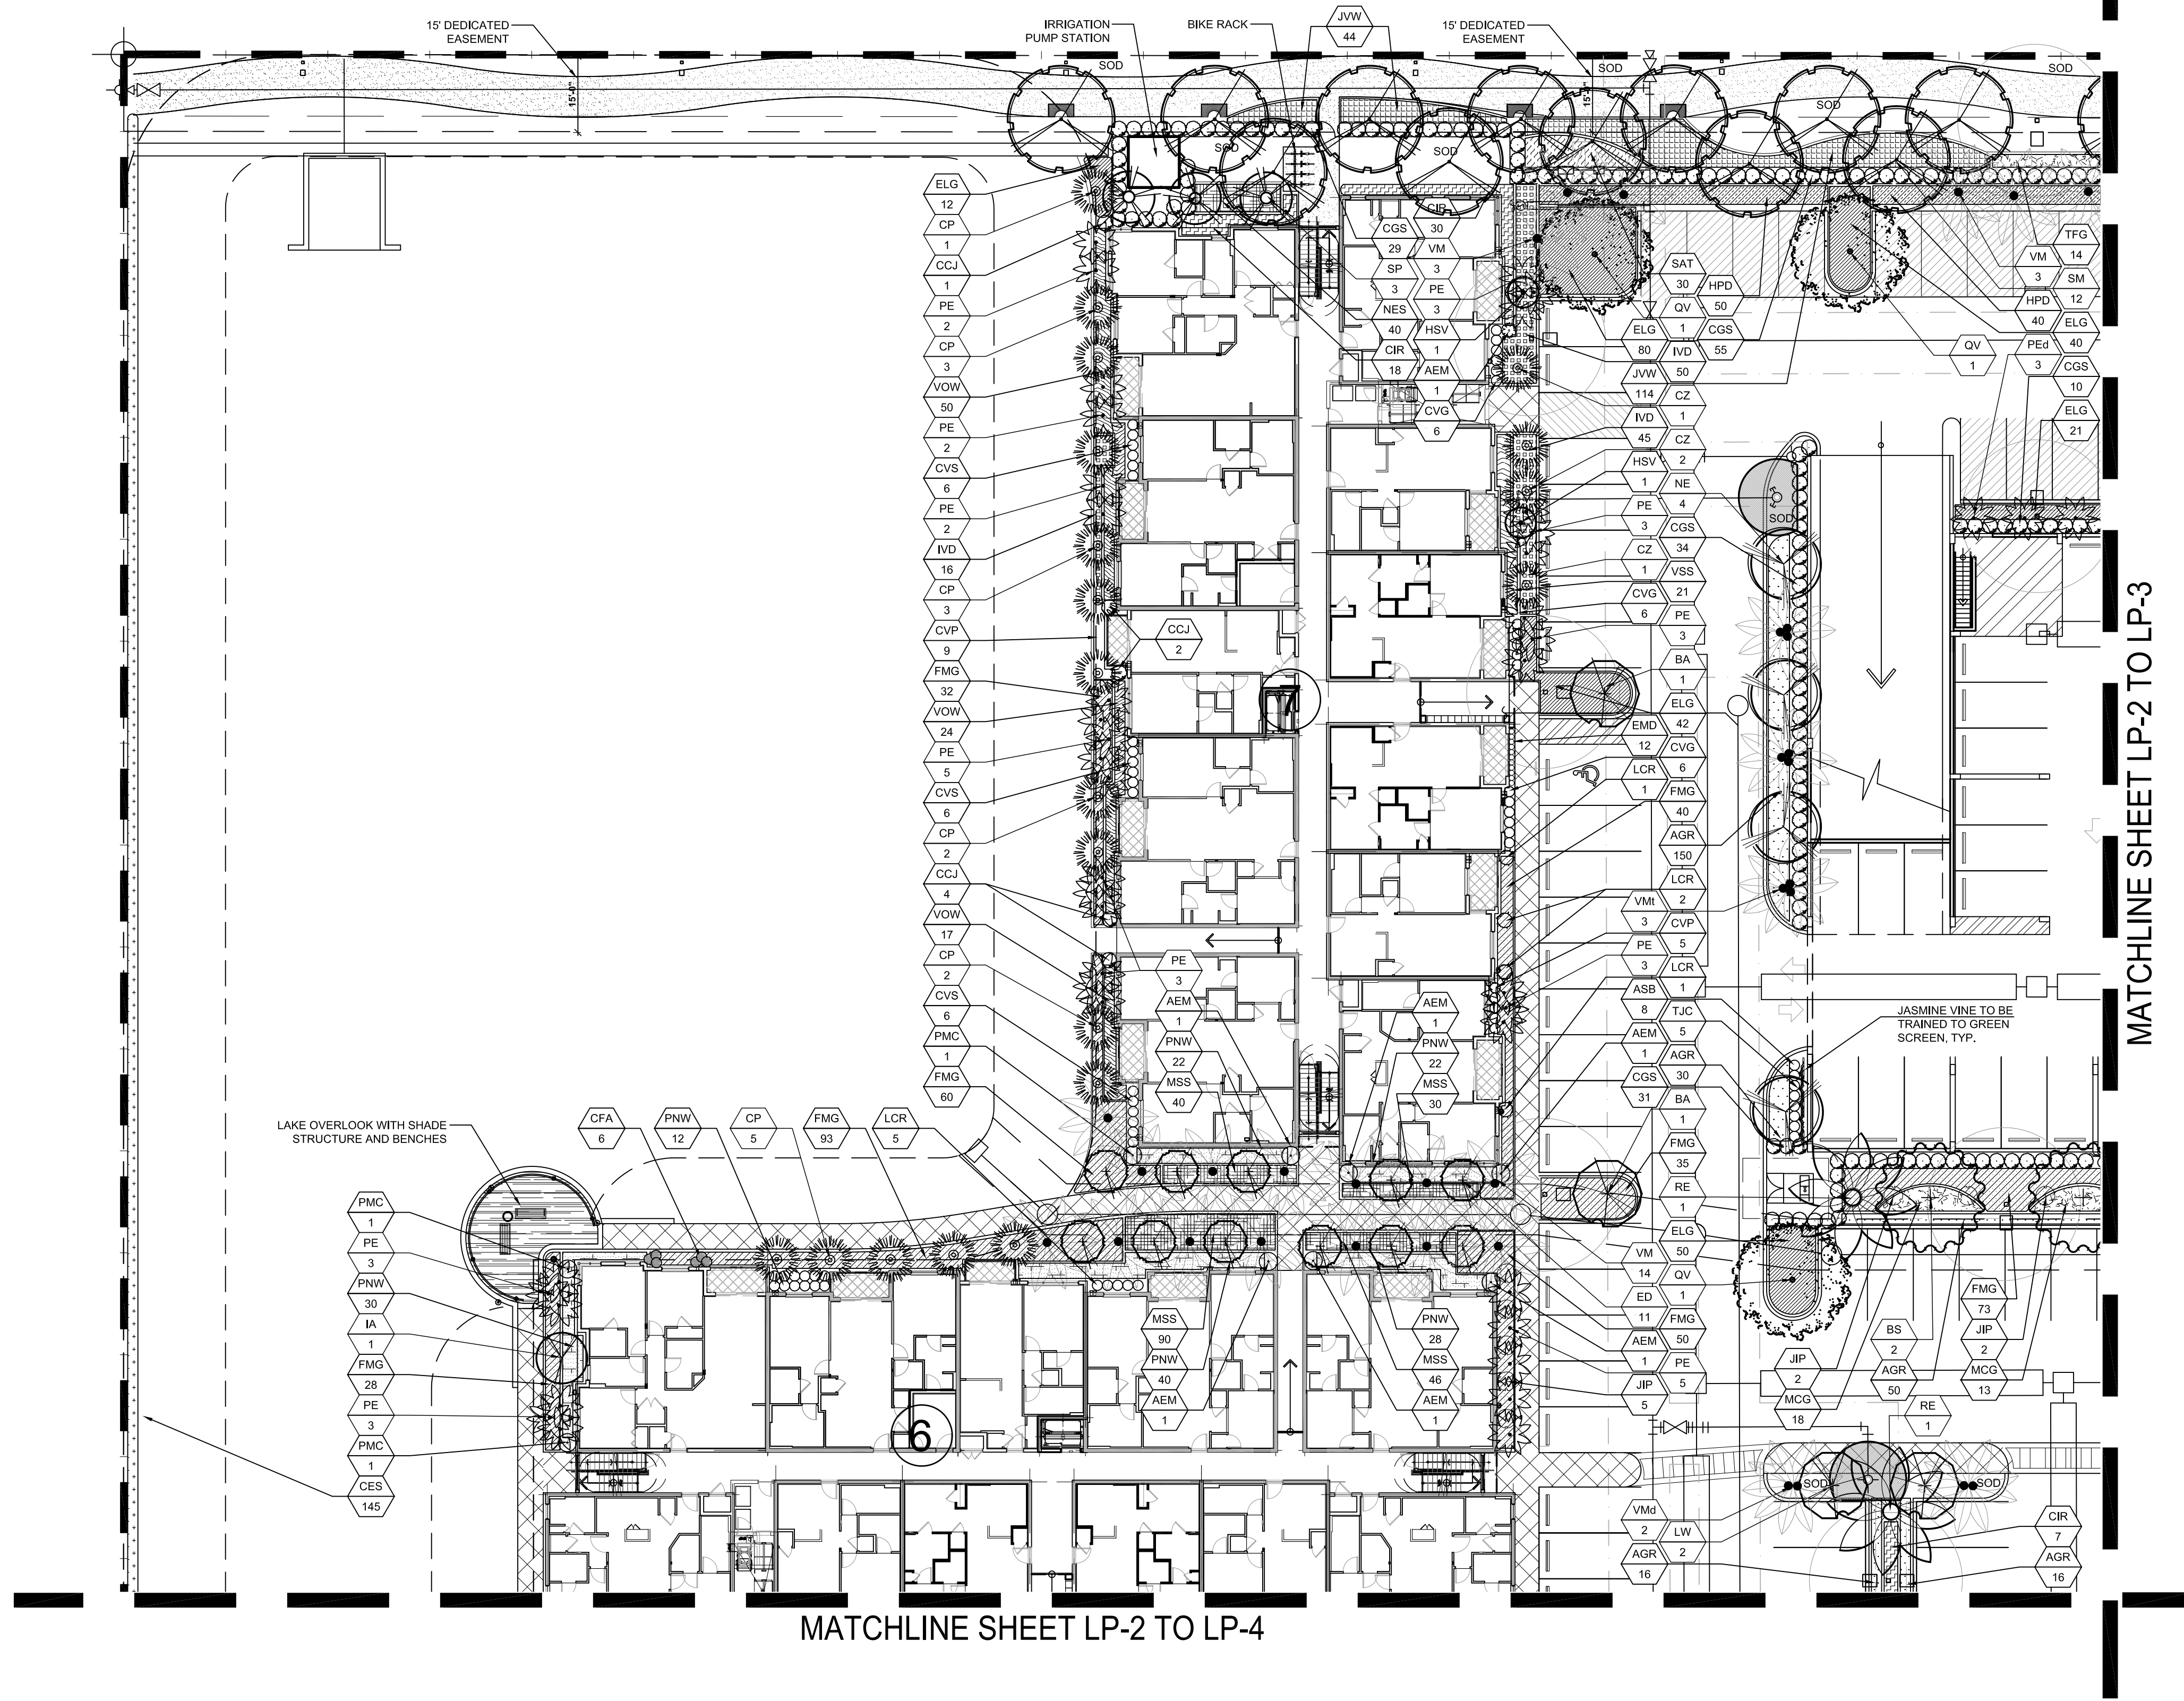 15' DEDICATED
EASEMENT
IRRIGATION
PUMP STATION
BIKE RACK
JVW
44
15' DEDICATED
EASEMENT
SOD
SOD
SOD
15'-0"
15'-0"
SOD
SOD
SOD
ELG
12
CP
1
CCJ
1
PE
2
CP
3
VOW
50
PE
2
CVS
6
PE
2
IVD
16
CP
3
CVP
9
FMG
32
VOW
24
PE
5
CVS
6
CP
2
CCJ
4
VOW
17
CP
2
CVS
6
PMC
1
FMG
60
CCJ
2
7
CGS
29
SP
3
NES
40
CIR
18
CIR
30
VM
3
PE
3
HSV
1
AEM
1
CVG
6
SAT
30
QV
1
HPD
50
CGS
55
ELG
80
IVD
50
JVW
114
CZ
1
IVD
45
CZ
2
HSV
1
NE
4
PE
3
CGS
34
CZ
1
VSS
21
CVG
6
PE
3
BA
1
ELG
42
EMD
12
CVG
6
LCR
1
FMG
40
AGR
150
LCR
2
VMt
3
CVP
5
PE
3
LCR
1
ASB
8
TJC
5
AEM
1
AGR
30
CGS
31
BA
1
FMG
35
RE
1
ELG
50
VM
14
QV
1
ED
11
FMG
50
AEM
1
PE
5
JIP
5
QV
1
VM
3
HPD
40
PEd
3
TFG
14
SM
12
ELG
40
CGS
10
ELG
21
SOD
JASMINE VINE TO BE
TRAINED TO GREEN
SCREEN, TYP.
MATCHLINE SHEET LP-2 TO LP-3
PE
3
AEM
1
PNW
22
MSS
40
AEM
1
PNW
22
MSS
30
LAKE OVERLOOK WITH SHADE
STRUCTURE AND BENCHES
CFA
6
PNW
12
CP
5
FMG
93
LCR
5
PMC
1
PE
3
PNW
30
IA
1
FMG
28
PE
3
PMC
1
CES
145
MSS
90
PNW
40
AEM
1
PNW
28
MSS
46
AEM
1
6
JIP
2
MCG
18
BS
2
AGR
50
FMG
73
JIP
2
MCG
13
RE
1
SOD
SOD
VMd
2
LW
2
AGR
16
CIR
7
AGR
16
MATCHLINE SHEET LP-2 TO LP-4